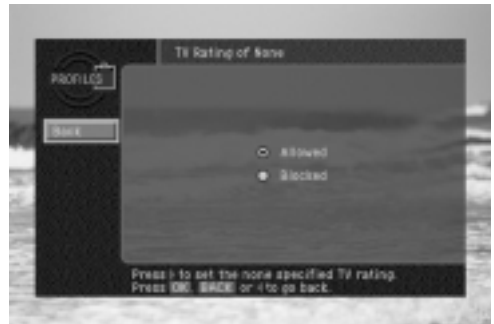 TV Rating of None
PROFILES
Back
Allowed
Blocked
Press to set the none specified TV rating.
Press OK, BACK or to go back.